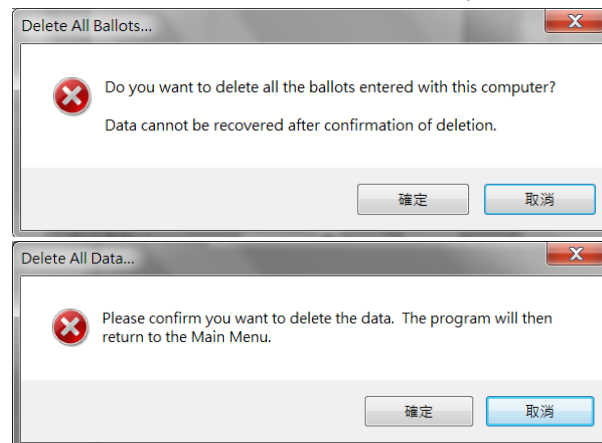 Delete All Ballots...
X
Do you want to delete all the ballots entered with this computer?
Data cannot be recovered after confirmation of deletion.
確定 取消
Delete All Data...
X
Please confirm you want to delete the data. The program will then
return to the Main Menu.
確定 取消